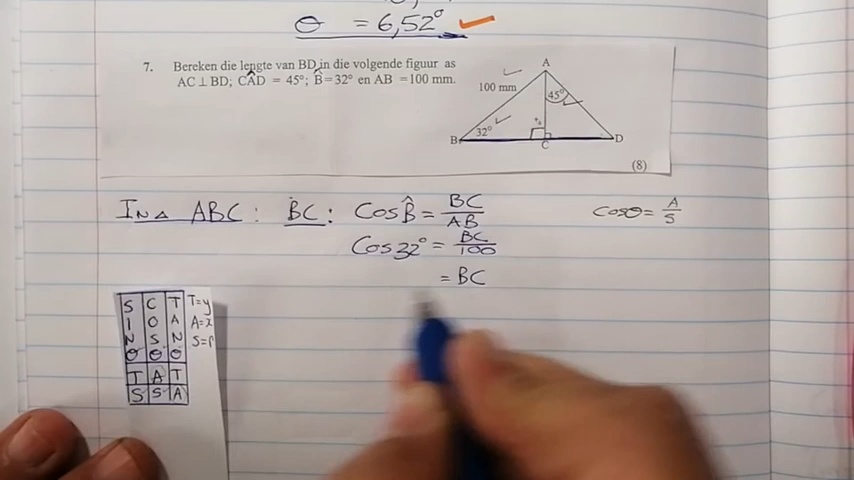 θ = 6,52°
7. Bereken die lengte van BD in die volgende figuur as
AC ⊥ BD; CÂD = 45°; B̂=32° en AB =100 mm.
A
100 mm
45°
B
32°
C
D
(8)
In △ ABC: BC: Cos B̂ = BC/AB
Cosθ = A/S
Cos 32° = BC/100
= BC
S C T
I O A
N S N
θ θ θ
T A T
S S A
T=y
A=x
S=r